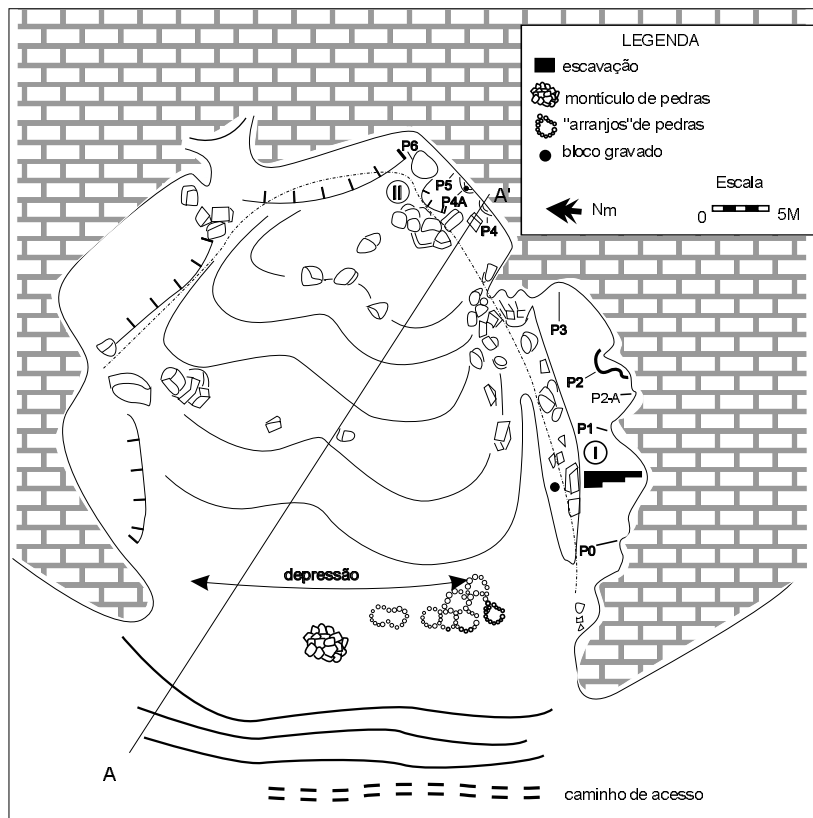 LEGENDA
escavação
montículo de pedras
"arranjos"de pedras
bloco gravado
Nm
Escala
0 5M
P6
II
P5
P4A
A'
P4
P3
P2
P2-A
P1
I
P0
depressão
A
caminho de acesso